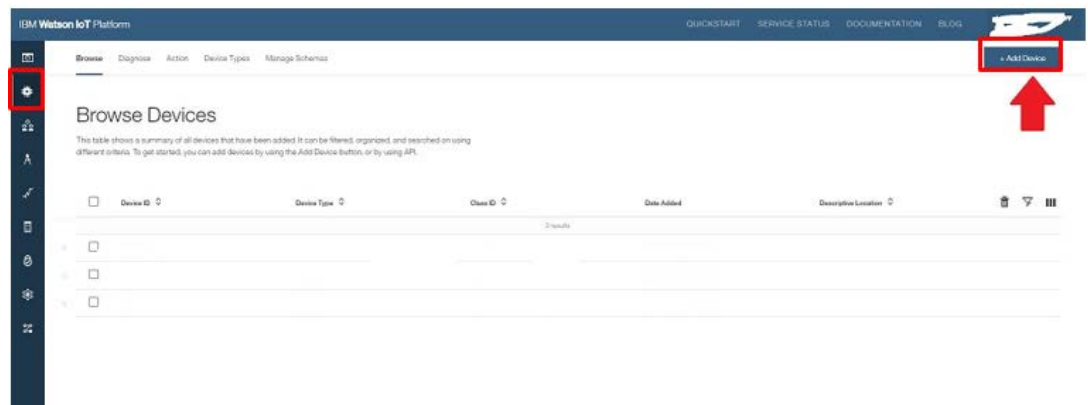 IBM Watson IoT Platform
QUICKSTART SERVICE STATUS DOCUMENTATION BLOG
Browse Diagnose Action Device Types Manage Schemas
+ Add Device
Browse Devices
This table shows a summary of all devices that have been added. It can be filtered, organized, and searched on using
different criteria. To get started, you can add devices by using the Add Device button, or by using API.
Device ID Device Type Class ID Date Added Descriptive Location
3 results